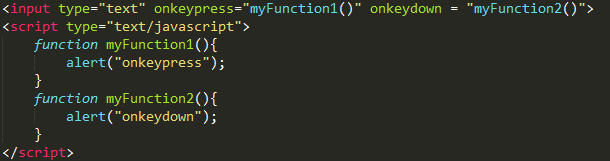 <input type="text" onkeypress="myFunction1()" onkeydown = "myFunction2()">
<script type="text/javascript">
    function myFunction1(){
        alert("onkeypress");
    }
    function myFunction2(){
        alert("onkeydown");
    }
</script>